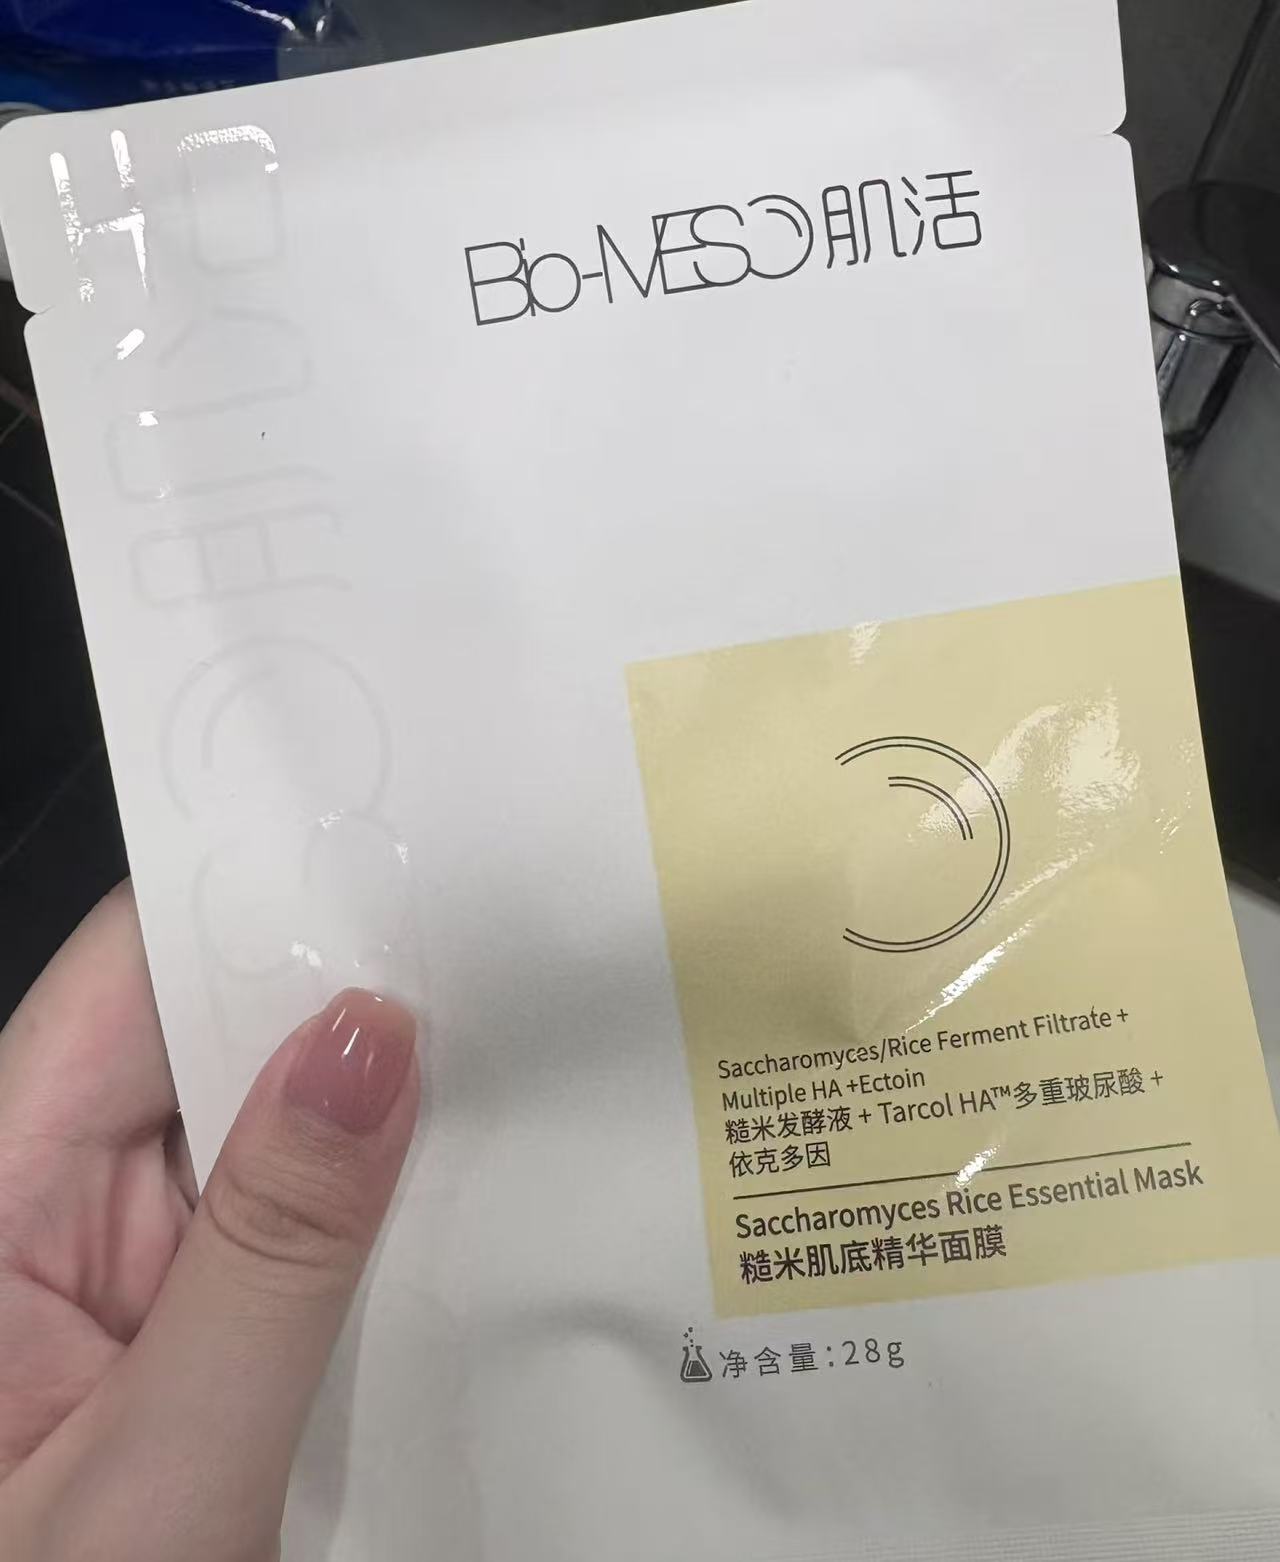 Bio-MESO肌活
Saccharomyces/Rice Ferment Filtrate +
Multiple HA +Ectoin
糙米发酵液 + Tarcol HA™多重玻尿酸 +
依克多因
Saccharomyces Rice Essential Mask
糙米肌底精华面膜
净含量:28g